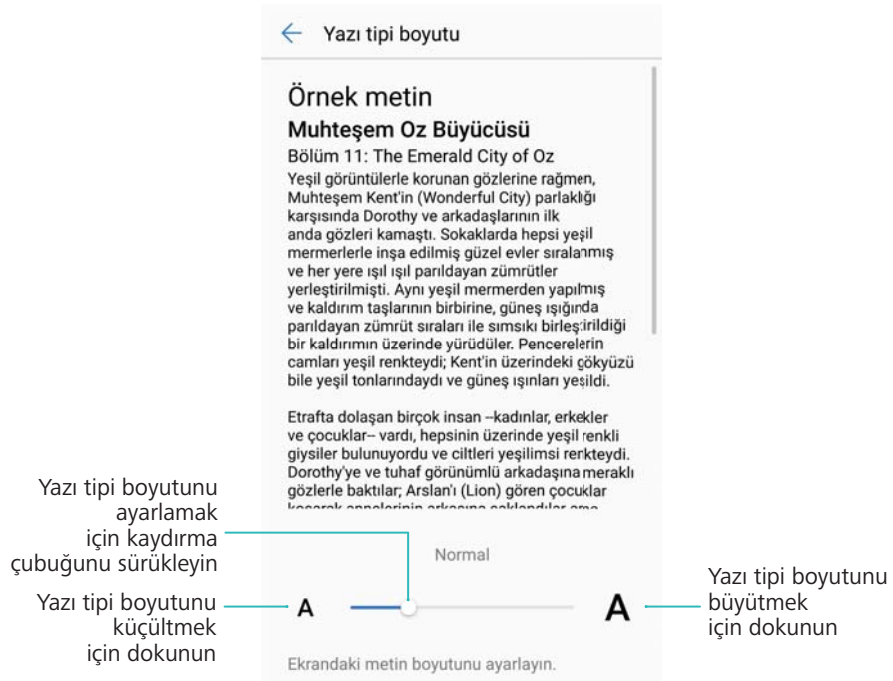 Yazı tipi boyutu
Örnek metin
Muhteşem Oz Büyücüsü
Bölüm 11: The Emerald City of Oz
Yeşil görüntülerle korunan gözlerine rağmen,
Muhteşem Kent'in (Wonderful City) parlaklığı
karşısında Dorothy ve arkadaşlarının ilk
anda gözleri kamaştı. Sokaklarda hepsi yeşil
mermerlerle inşa edilmiş güzel evler sıralanmış
ve her yere ışıl ışıl parıldayan zümrütler
yerleştirilmişti. Aynı yeşil mermerden yapılmış
ve kaldırım taşlarının birbirine, güneş ışığında
parıldayan zümrüt sıraları ile sımsıkı birleştirildiği
bir kaldırımın üzerinde yürüdüler. Pencerelerin
camları yeşil renkteydi; Kent'in üzerindeki gökyüzü
bile yeşil tonlarındaydı ve güneş ışınları yeşildi.
Etrafta dolaşan birçok insan --kadınlar, erkekler
ve çocuklar-- vardı, hepsinin üzerinde yeşil renkli
giysiler bulunuyordu ve ciltleri yeşilimsi renkteydi.
Dorothy'ye ve tuhaf görünümlü arkadaşına meraklı
gözlerle baktılar; Arslan'ı (Lion) gören çocuklar
koşarak annelerinin arkasına saklandılar ama
Yazı tipi boyutunu
ayarlamak
için kaydırma
çubuğunu sürükleyin
Normal
Yazı tipi boyutunu
küçültmek
için dokunun
A
A
Yazı tipi boyutunu
büyütmek
için dokunun
Ekrandaki metin boyutunu ayarlayın.